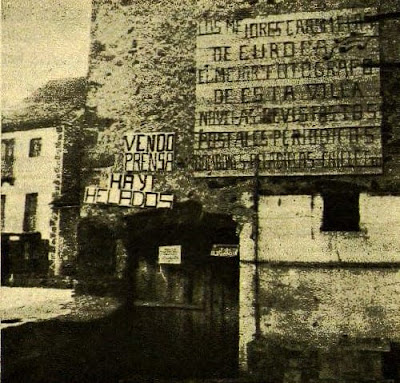 LOS MEJORES CARAMELOS
DE EUROPA
EL MEJOR FOTOGRAFO
DE ESTA VILLA
NOVELAS REVISTAS
POSTALES PERIODICOS
BOMBONES
VENDO
PRENSA
HAY
HELADOS